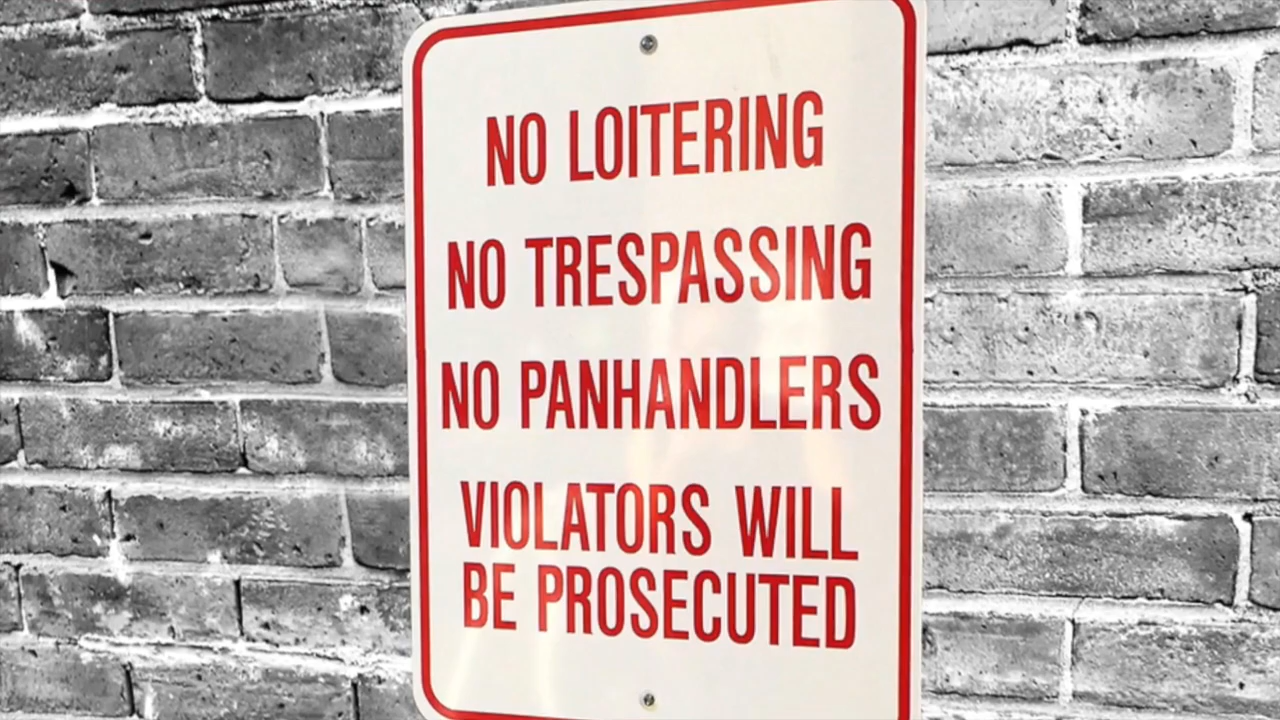 NO LOITERING
NO TRESPASSING
NO PANHANDLERS
VIOLATORS WILL
BE PROSECUTED